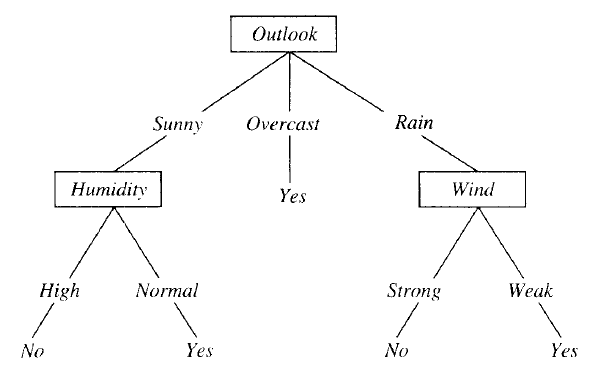 Outlook
Sunny Overcast Rain
Humidity Yes Wind
High Normal Strong Weak
No Yes No Yes